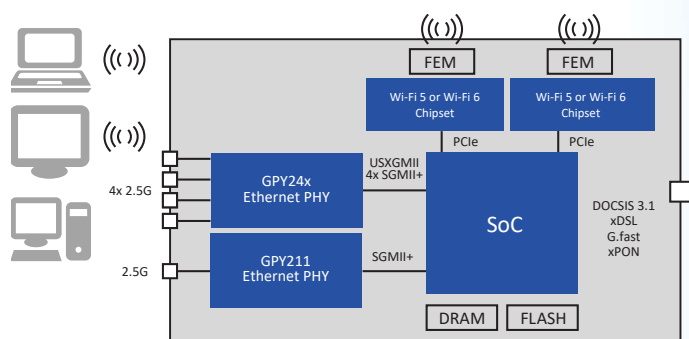 FEM
FEM
Wi-Fi 5 or Wi-Fi 6
Chipset
Wi-Fi 5 or Wi-Fi 6
Chipset
PCIe
PCIe
USXGMII
4x SGMII+
4x 2.5G
GPY24x
Ethernet PHY
SoC
DOCSIS 3.1
xDSL
G.fast
xPON
2.5G
GPY211
Ethernet PHY
SGMII+
DRAM
FLASH